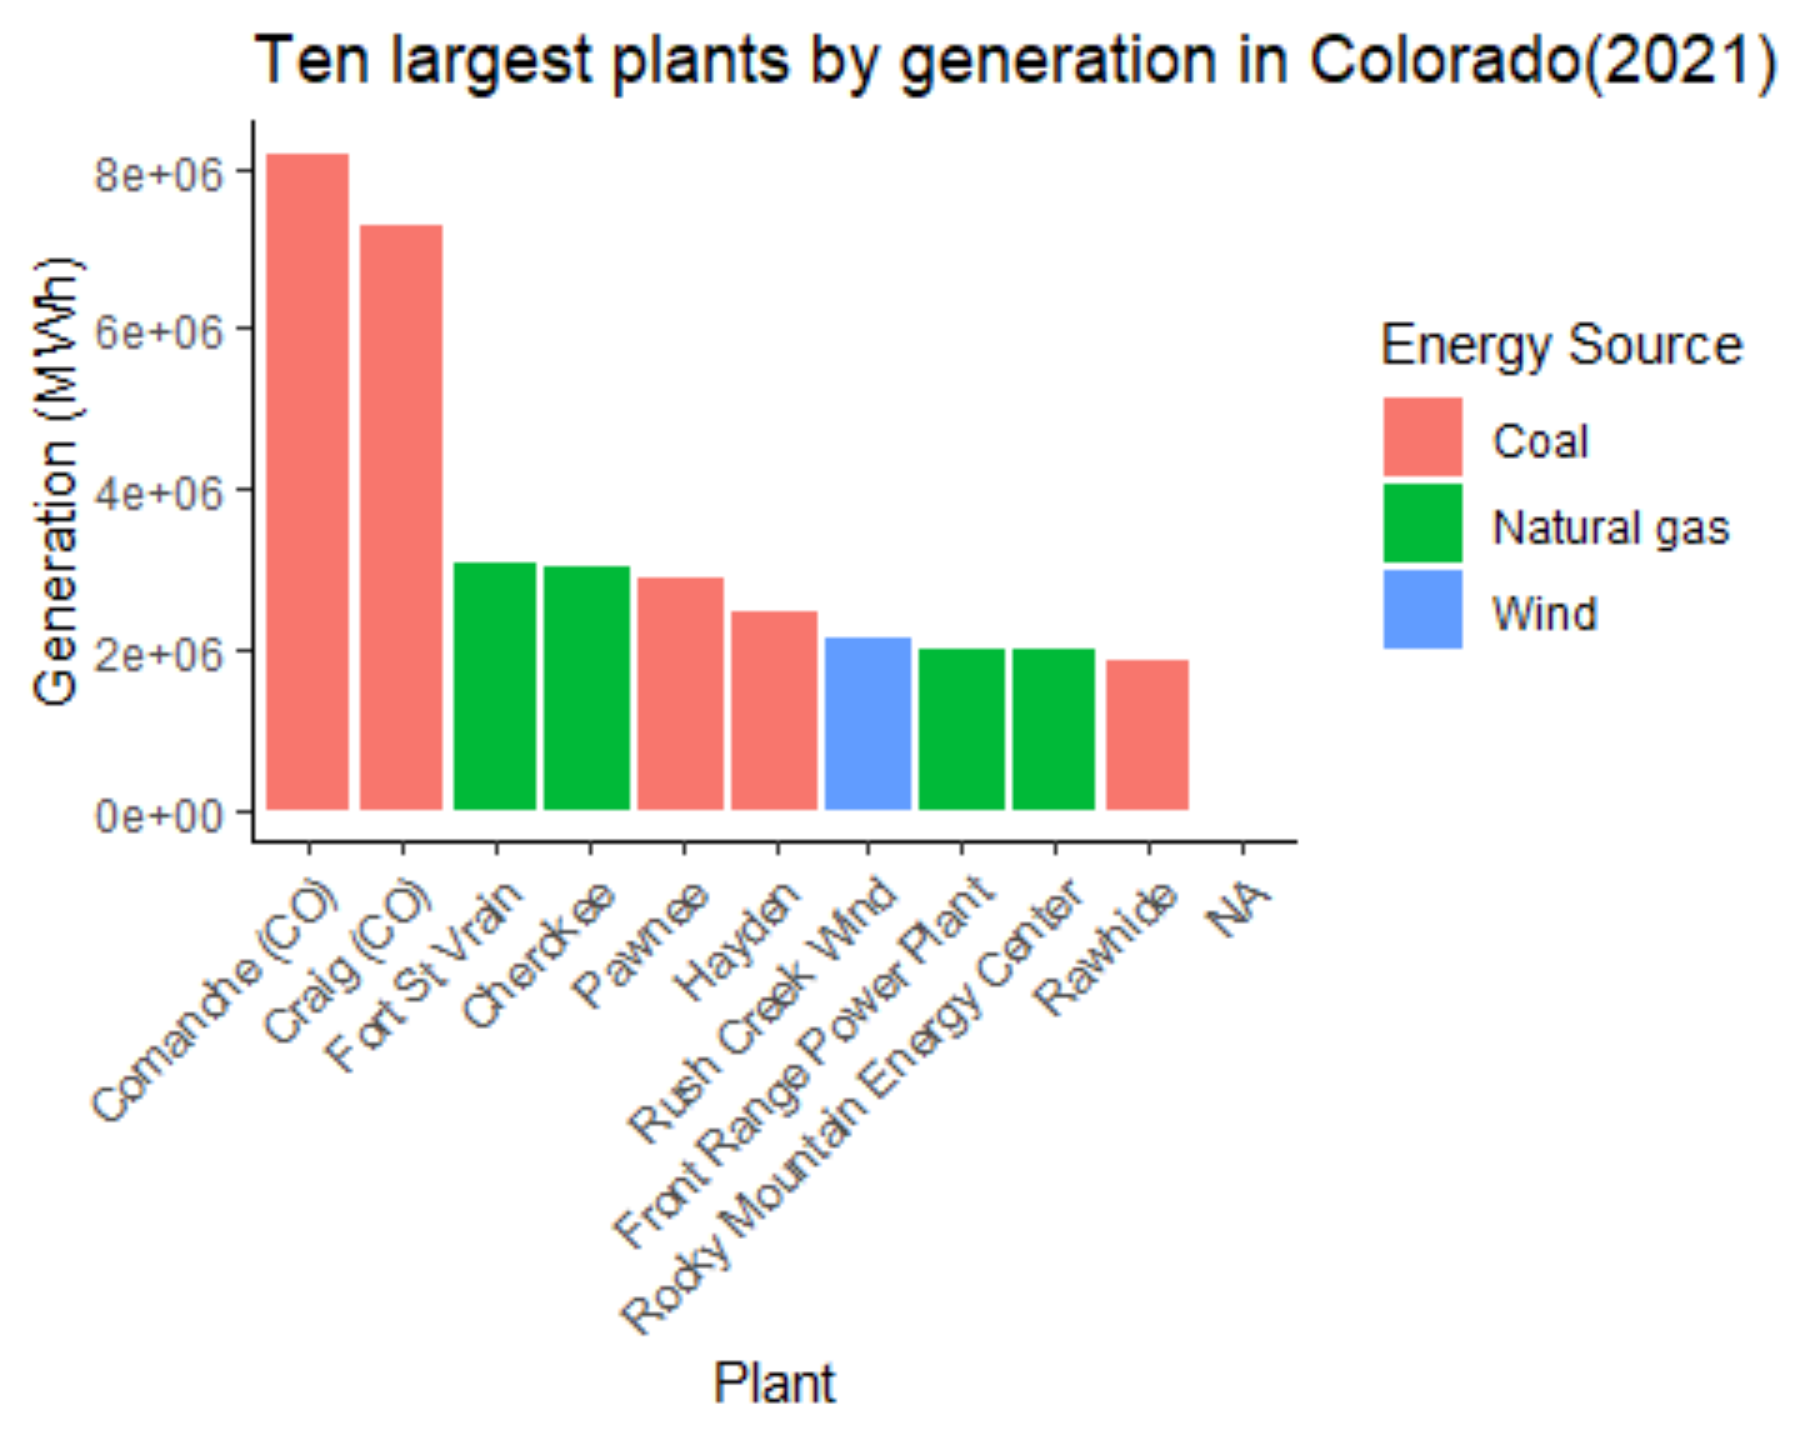 Ten largest plants by generation in Colorado(2021)
Generation (MWh)
8e+06
6e+06
4e+06
2e+06
0e+00
Comanche (CO)
Craig (CO)
Fort St Vrain
Cherokee
Pawnee
Hayden
Rush Creek Wind
Front Range Power Plant
Rocky Mountain Energy Center
Rawhide
NA
Plant
Energy Source
Coal
Natural gas
Wind